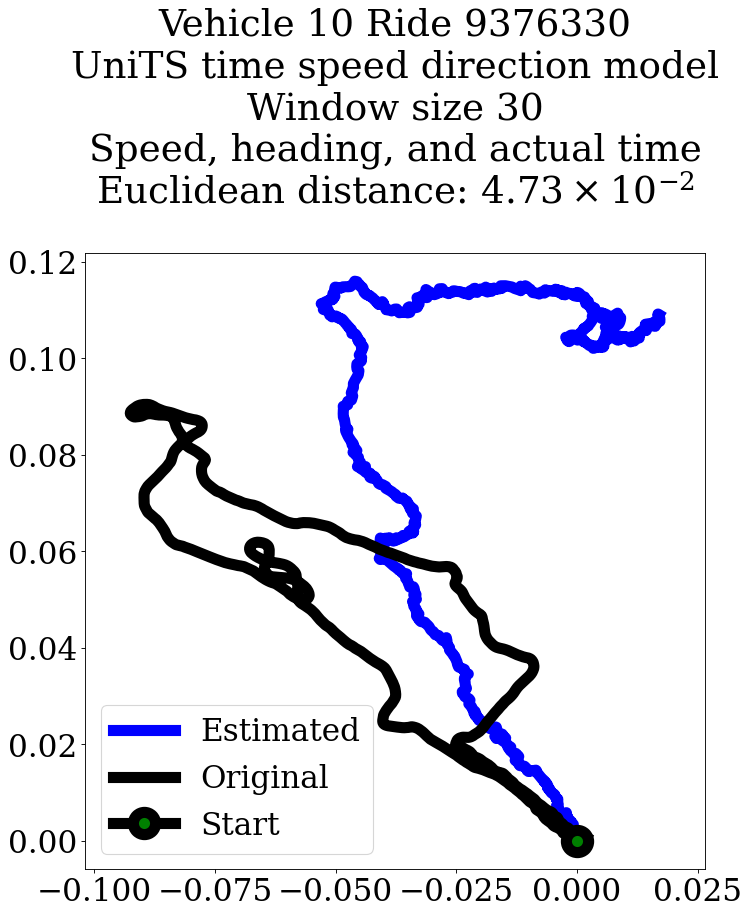 Vehicle 10 Ride 9376330
UniTS time speed direction model
Window size 30
Speed, heading, and actual time
Euclidean distance: 4.73 × 10⁻²
0.12
0.10
0.08
0.06
0.04
0.02
0.00
Estimated
Original
Start
−0.100 −0.075 −0.050 −0.025 0.000 0.025